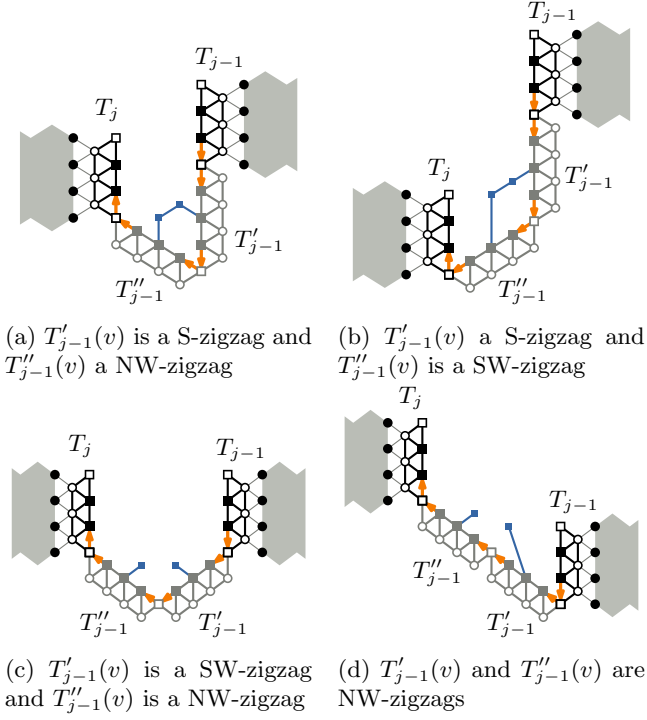 T_{j−1}
T_j
T'_{j−1}
T''_{j−1}
(a) T'_{j−1}(v) is a S-zigzag and
T''_{j−1}(v) a NW-zigzag
T_{j−1}
T_j
T'_{j−1}
T''_{j−1}
(b) T'_{j−1}(v) a S-zigzag and
T''_{j−1}(v) is a SW-zigzag
T_j
T_{j−1}
T''_{j−1}
T'_{j−1}
(c) T'_{j−1}(v) is a SW-zigzag
and T''_{j−1}(v) is a NW-zigzag
T_j
T_{j−1}
T''_{j−1}
T'_{j−1}
(d) T'_{j−1}(v) and T''_{j−1}(v) are
NW-zigzags